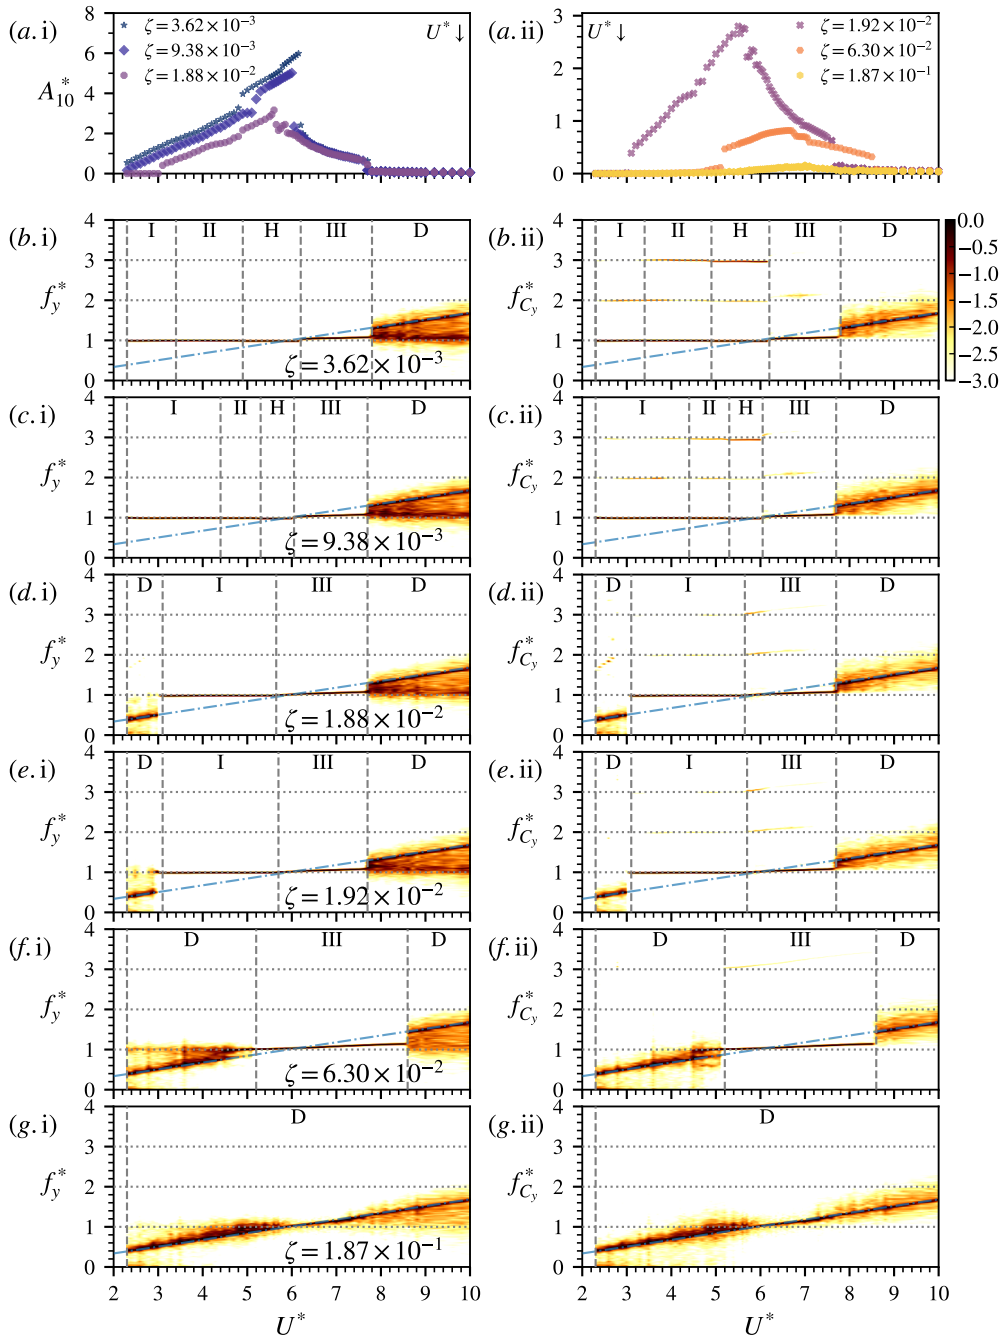 (a.i)
A*10
8
6
4
2
0
ζ = 3.62×10⁻³
ζ = 9.38×10⁻³
ζ = 1.88×10⁻²
U* ↓
(a.ii)
3
2
1
0
U* ↓
ζ = 1.92×10⁻²
ζ = 6.30×10⁻²
ζ = 1.87×10⁻¹
(b.i)
f*y
4
3
2
1
0
I II H III D
ζ = 3.62×10⁻³
(b.ii)
f*Cy
4
3
2
1
0
I II H III D
0.0
−0.5
−1.0
−1.5
−2.0
−2.5
−3.0
(c.i)
f*y
4
3
2
1
0
I II H III D
ζ = 9.38×10⁻³
(c.ii)
f*Cy
4
3
2
1
0
I II H III D
(d.i)
f*y
4
3
2
1
0
D I III D
ζ = 1.88×10⁻²
(d.ii)
f*Cy
4
3
2
1
0
D I III D
(e.i)
f*y
4
3
2
1
0
D I III D
ζ = 1.92×10⁻²
(e.ii)
f*Cy
4
3
2
1
0
D I III D
(f.i)
f*y
4
3
2
1
0
D III D
ζ = 6.30×10⁻²
(f.ii)
f*Cy
4
3
2
1
0
D III D
(g.i)
f*y
4
3
2
1
0
D
ζ = 1.87×10⁻¹
2 3 4 5 6 7 8 9 10
U*
(g.ii)
f*Cy
4
3
2
1
0
D
2 3 4 5 6 7 8 9 10
U*